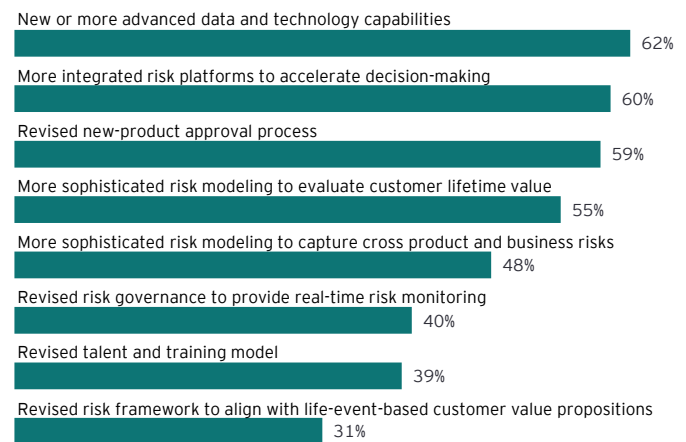 New or more advanced data and technology capabilities
62%
More integrated risk platforms to accelerate decision-making
60%
Revised new-product approval process
59%
More sophisticated risk modeling to evaluate customer lifetime value
55%
More sophisticated risk modeling to capture cross product and business risks
48%
Revised risk governance to provide real-time risk monitoring
40%
Revised talent and training model
39%
Revised risk framework to align with life-event-based customer value propositions
31%